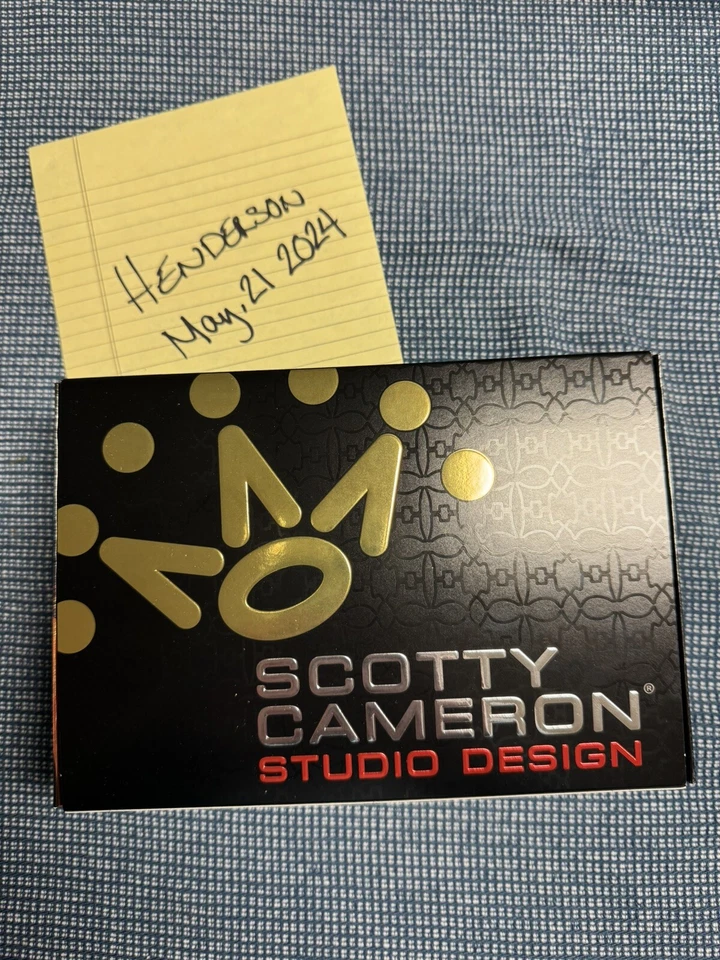 HENDERSON
May, 21 2024
SCOTTY
CAMERON®
STUDIO DESIGN